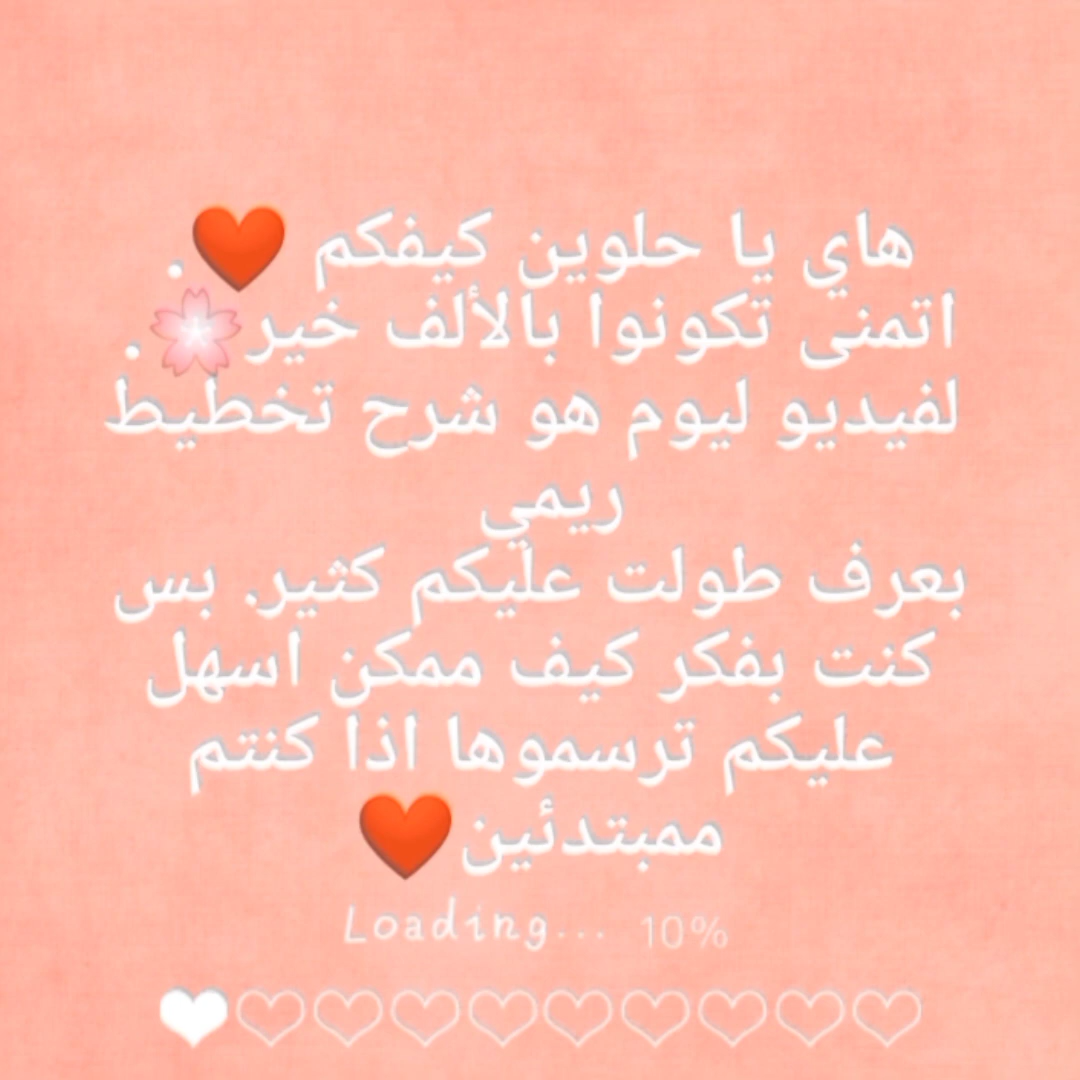 هاي يا حلوين كيفكم ❤️.
اتمنى تكونوا بالألف خير🌸.
لفيديو ليوم هو شرح تخطيط
ريمي
بعرف طولت عليكم كثير. بس
كنت بفكر كيف ممكن اسهل
عليكم ترسموها اذا كنتم
ممبتدئين❤️
Loading... 10%